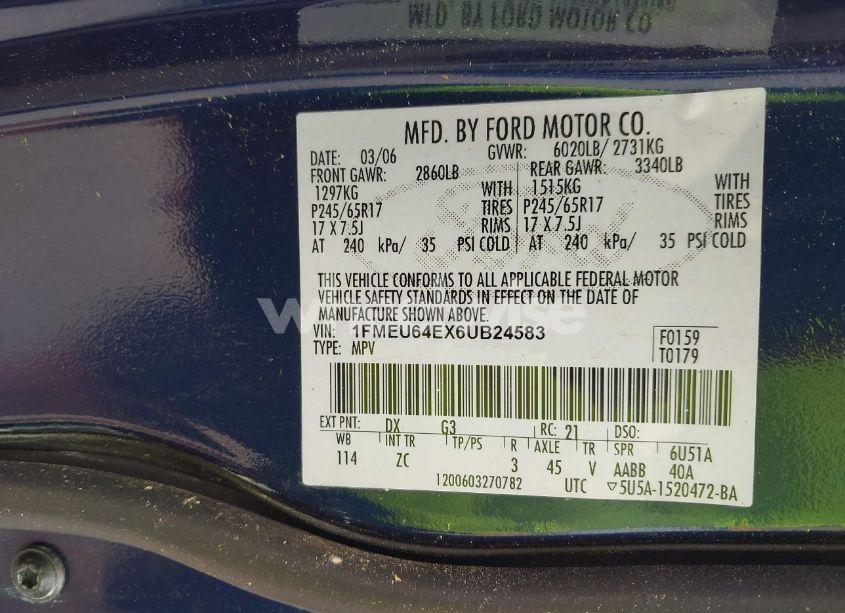 MFD. BY FORD MOTOR CO.
DATE: 03/06 GVWR: 6020LB/ 2731KG
FRONT GAWR: 2860LB REAR GAWR: 3340LB
1297KG WITH 1515KG WITH
P245/65R17 TIRES P245/65R17 TIRES
17 X 7.5J RIMS 17 X 7.5J RIMS
AT 240 kPa/ 35 PSI COLD AT 240 kPa/ 35 PSI COLD
THIS VEHICLE CONFORMS TO ALL APPLICABLE FEDERAL MOTOR
VEHICLE SAFETY STANDARDS IN EFFECT ON THE DATE OF
MANUFACTURE SHOWN ABOVE.
VIN: 1FMEU64EX6UB24583 F0159
TYPE: MPV T0179
EXT PNT: DX G3 RC: 21 DSO:
WB INT TR TP/PS R AXLE TR SPR 6U51A
114 ZC 3 45 V AABB 40A
1200603270782 UTC ▽5U5A-1520472-BA